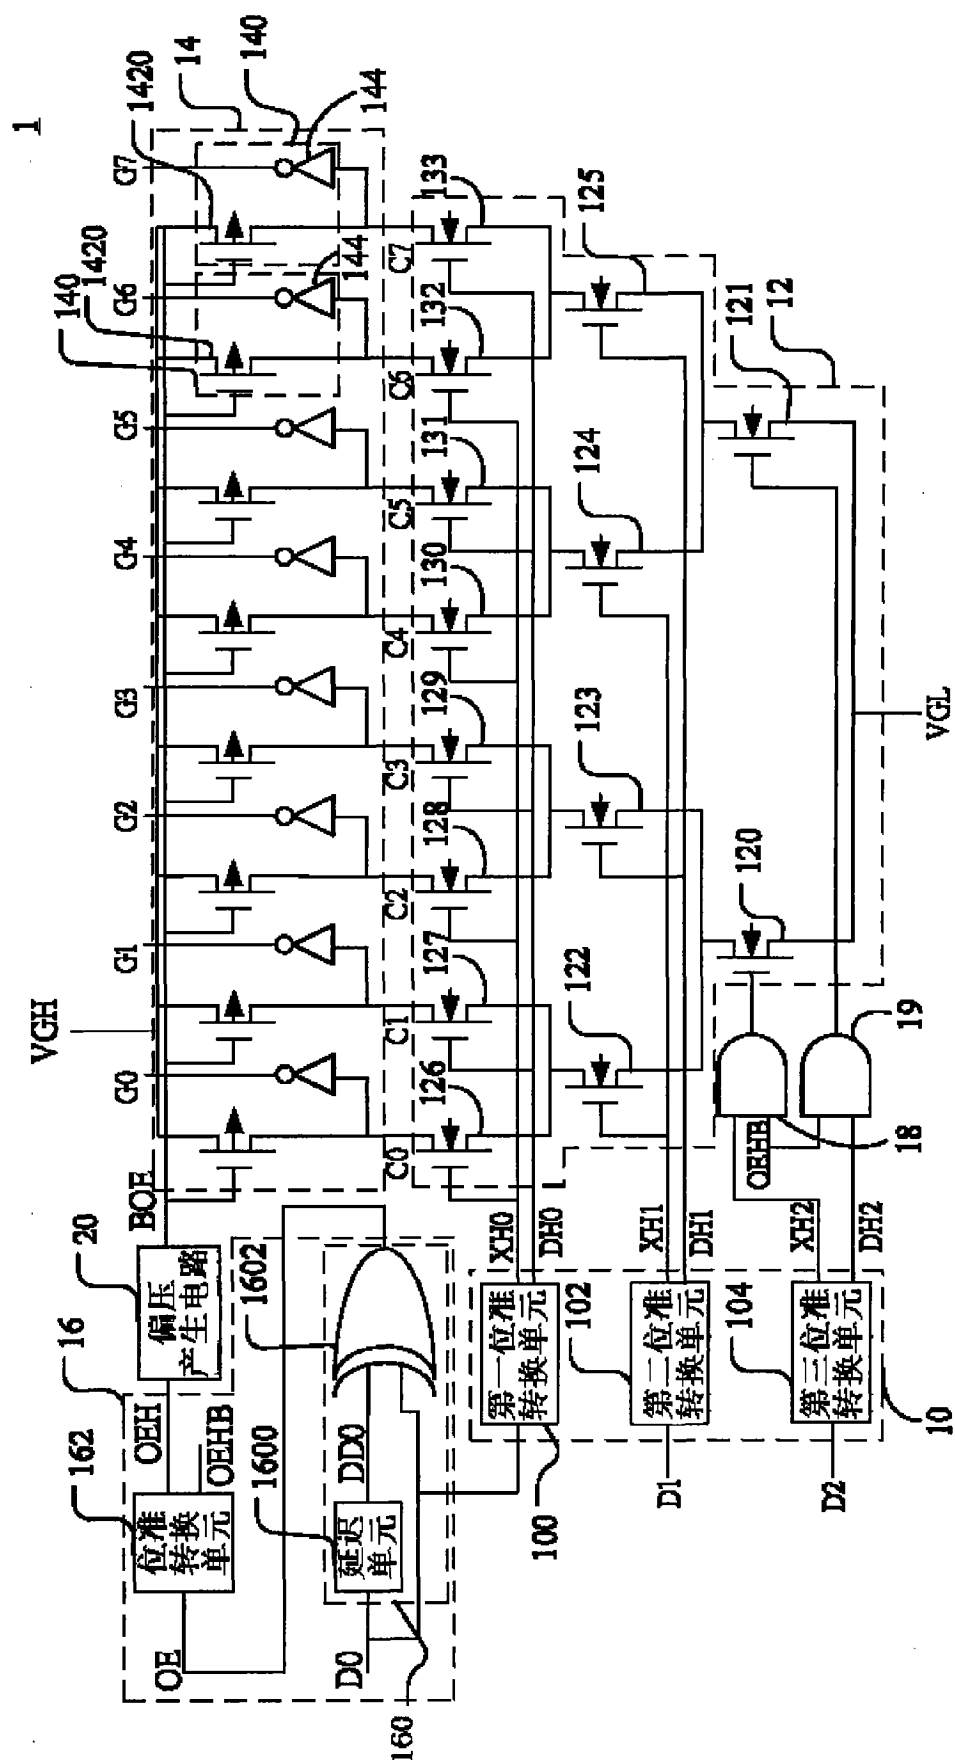 1
VGH
G0
G1
G2
G3
G4
G5
G6
G7
140
1420
1420
14
140
144
144
BOE
20
偏压
产生电路
16
OEH
162
OEHB
位准
转换
单元
OE
1602
1600
DD0
延迟
单元
D0
160
C0
126
C1
127
C2
128
C3
129
C4
130
C5
131
C6
132
C7
133
XH0
DH0
第一位准
转换单元
100
122
123
124
125
XH1
DH1
102
第二位准
转换单元
D1
120
121
12
OEHB
18
19
XH2
DH2
104
第三位准
转换单元
D2
10
VGL